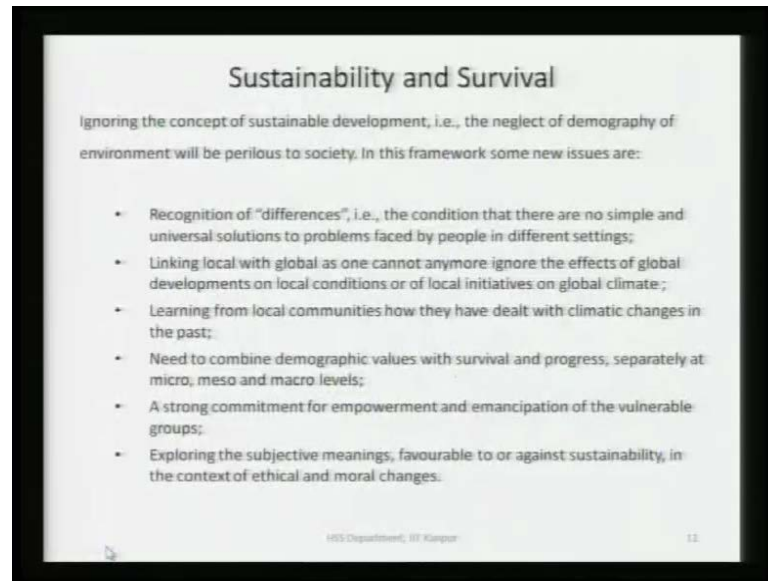 Sustainability and Survival
Ignoring the concept of sustainable development, i.e., the neglect of demography of
environment will be perilous to society. In this framework some new issues are:
• Recognition of "differences", i.e., the condition that there are no simple and
universal solutions to problems faced by people in different settings;
• Linking local with global as one cannot anymore ignore the effects of global
developments on local conditions or of local initiatives on global climate;
• Learning from local communities how they have dealt with climatic changes in
the past;
• Need to combine demographic values with survival and progress, separately at
micro, meso and macro levels;
• A strong commitment for empowerment and emancipation of the vulnerable
groups;
• Exploring the subjective meanings, favourable to or against sustainability, in
the context of ethical and moral changes.
HSS Department, IIT Kanpur 12